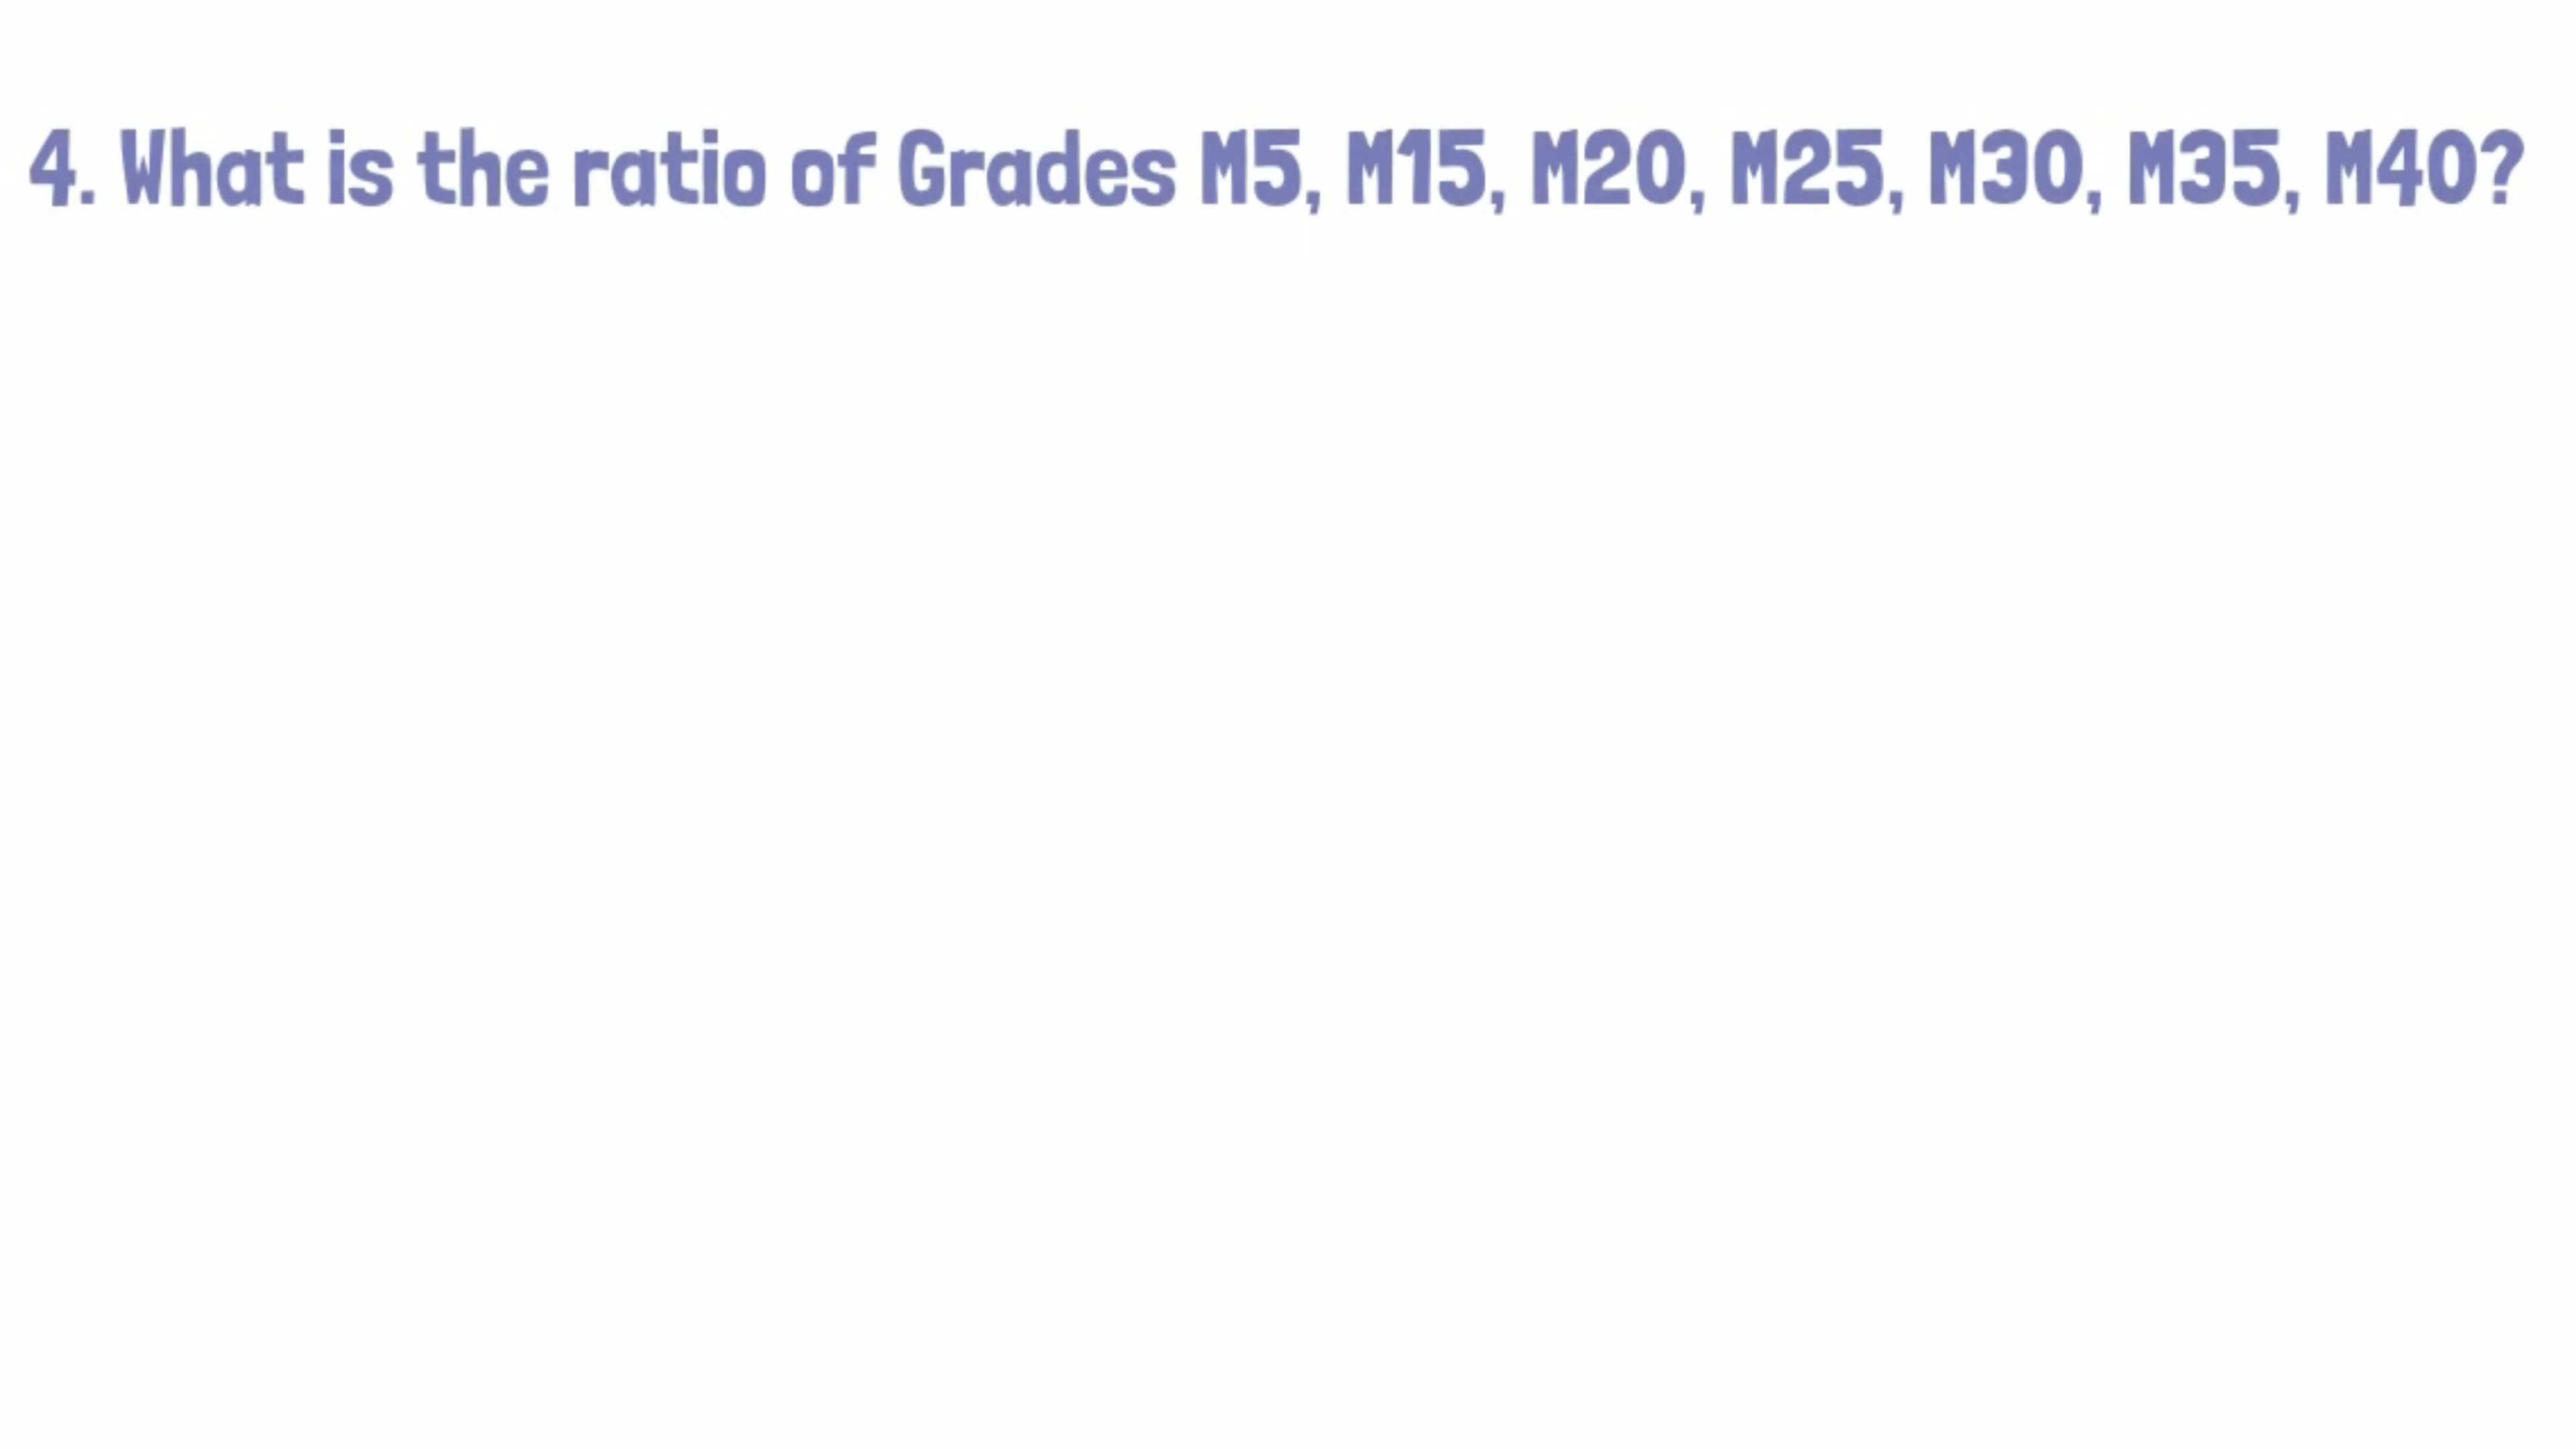 4. What is the ratio of Grades M5, M15, M20, M25, M30, M35, M40?